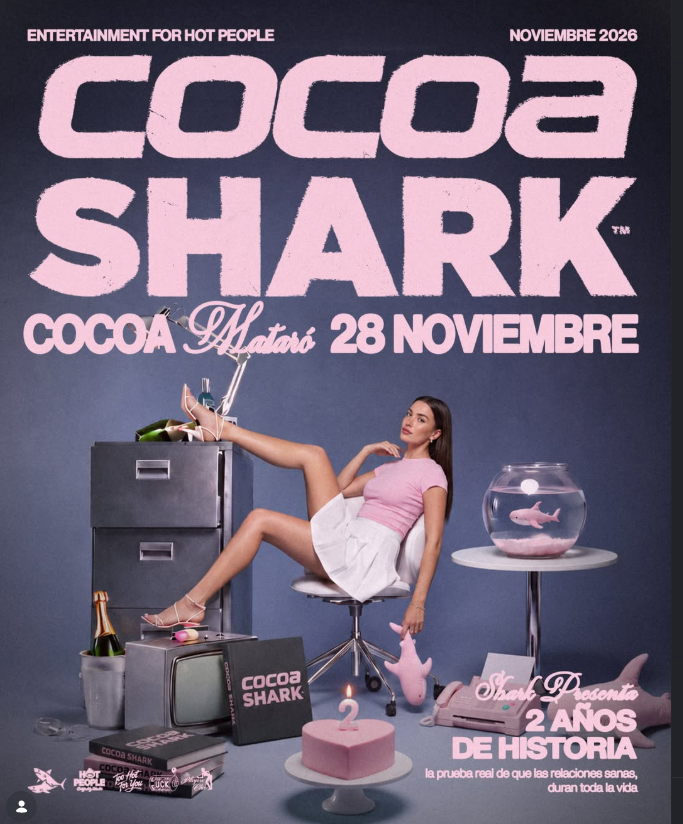 ENTERTAINMENT FOR HOT PEOPLE NOVIEMBRE 2026
cocoa
SHARK™
COCOA Mataró 28 NOVIEMBRE
cocoa
SHARK
COCOA SHARK
2
Shark Presenta
2 AÑOS
DE HISTORIA
la prueba real de que las relaciones sanas,
duran toda la vida
COCOA SHARK
HOT
PEOPLE
Too Hot
For You